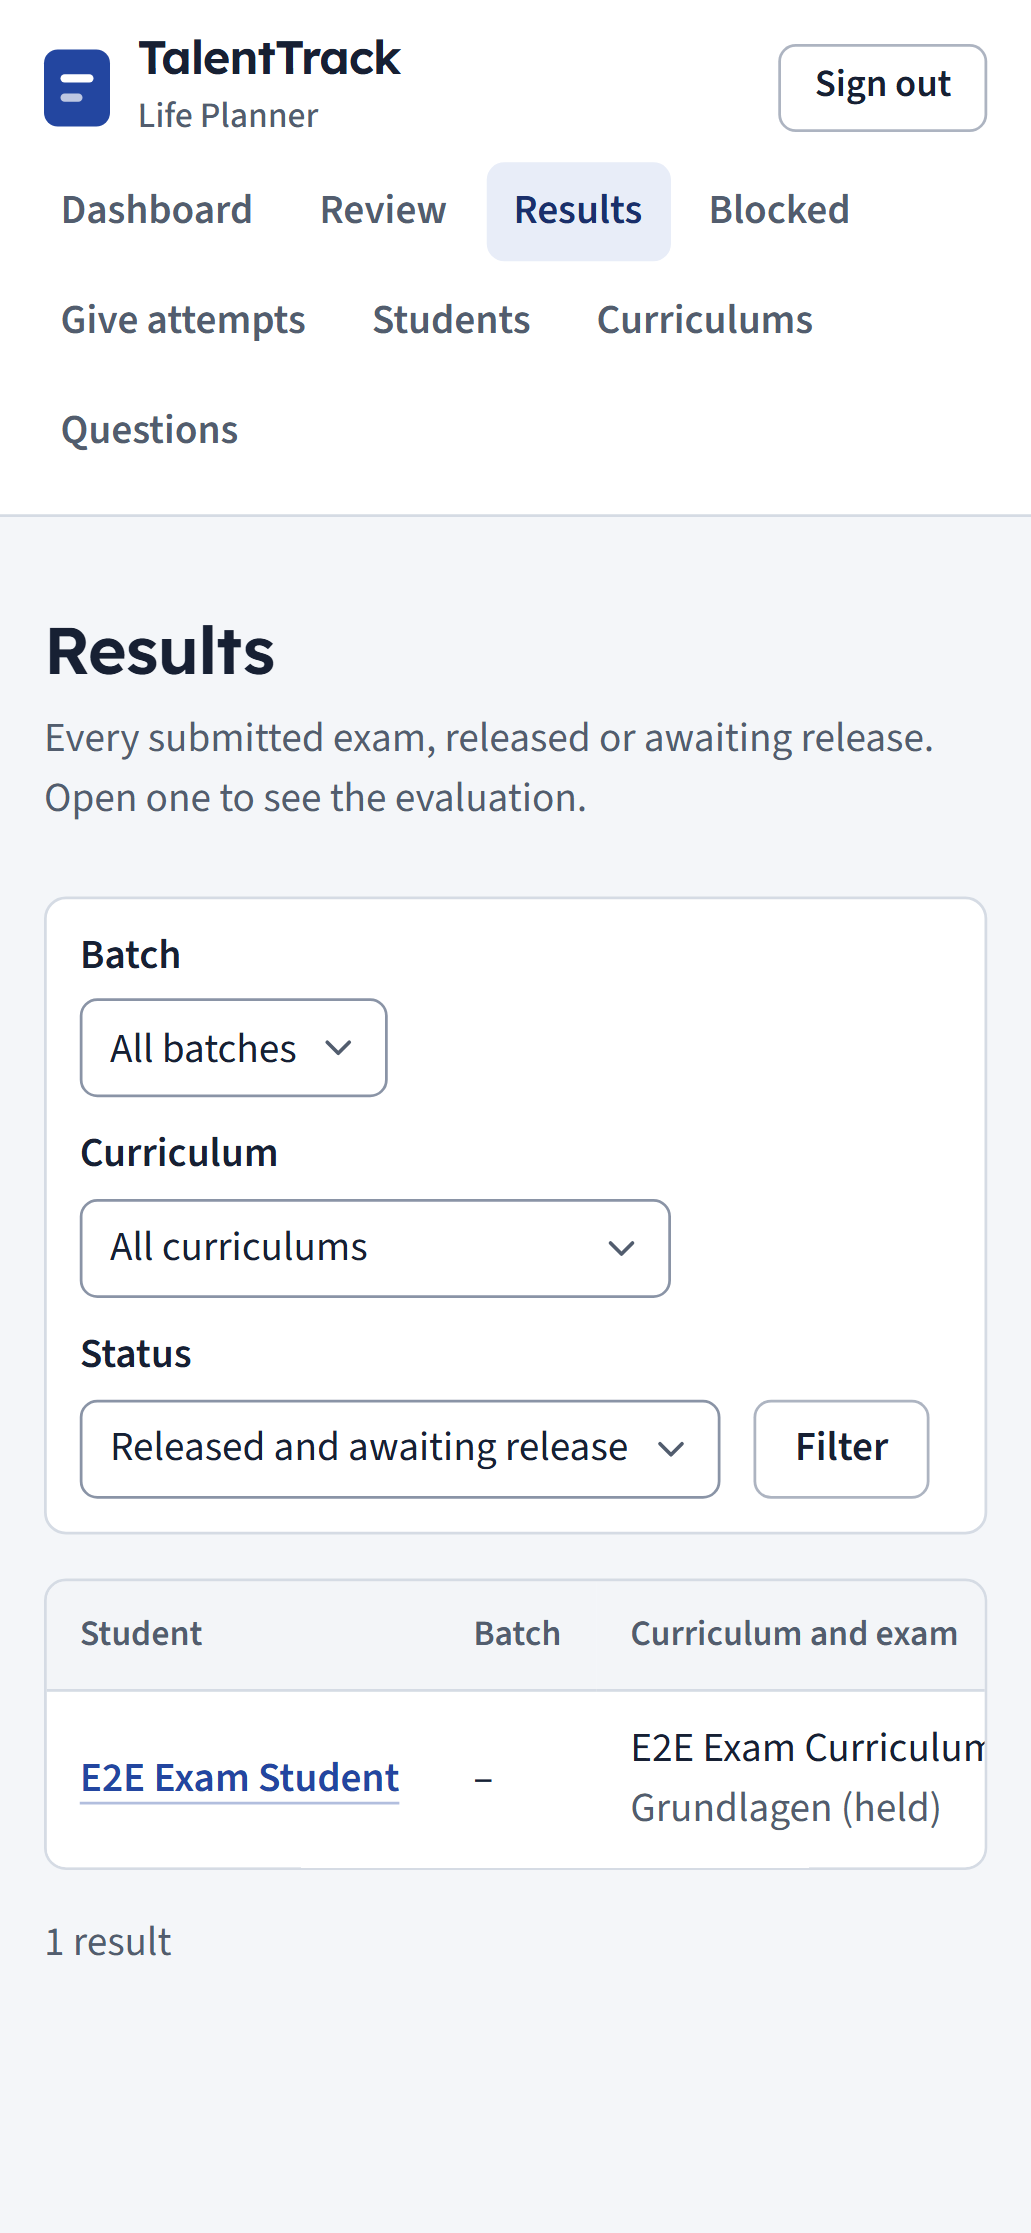 TalentTrack
Life Planner
Sign out
Dashboard Review Results Blocked
Give attempts Students Curriculums
Questions
Results
Every submitted exam, released or awaiting release.
Open one to see the evaluation.
Batch
All batches
Curriculum
All curriculums
Status
Released and awaiting release Filter
Student Batch Curriculum and exam
E2E Exam Student – E2E Exam Curriculum
Grundlagen (held)
1 result